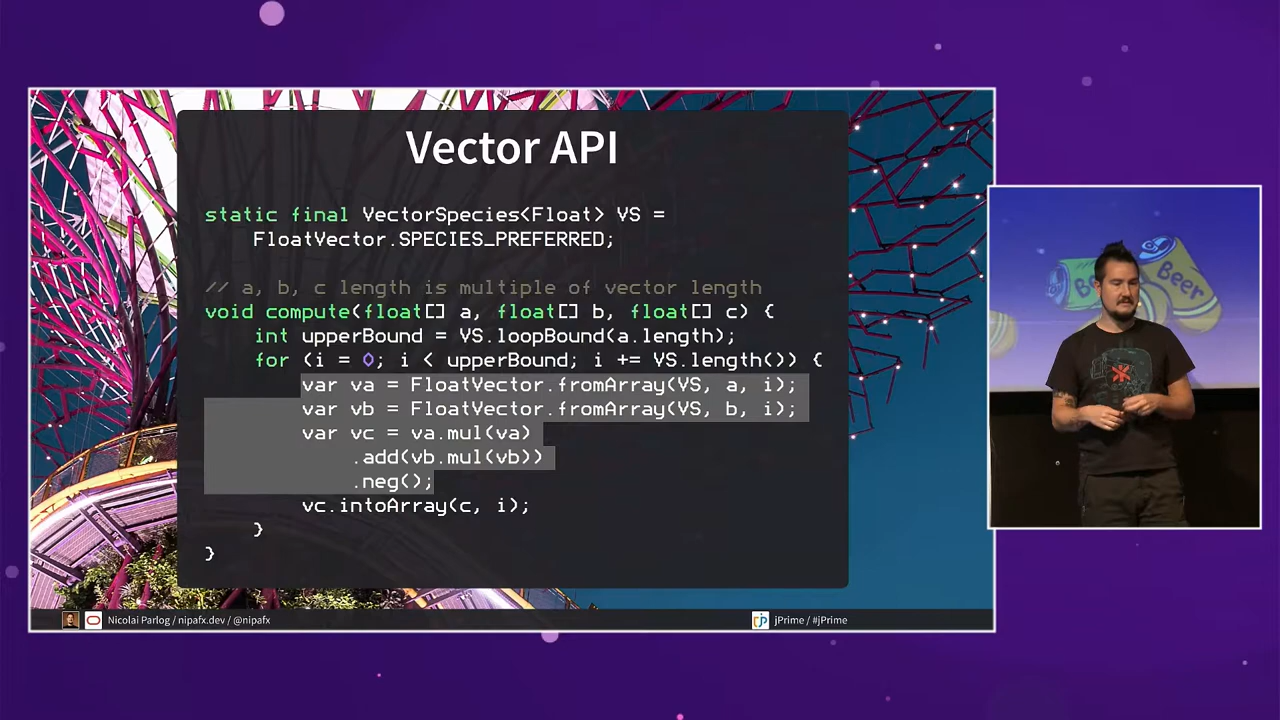 Vector API
static final VectorSpecies<Float> VS =
FloatVector.SPECIES_PREFERRED;
// a, b, c length is multiple of vector length
void compute(float[] a, float[] b, float[] c) {
int upperBound = VS.loopBound(a.length);
for (i = 0; i < upperBound; i += VS.length()) {
var va = FloatVector.fromArray(VS, a, i);
var vb = FloatVector.fromArray(VS, b, i);
var vc = va.mul(va)
.add(vb.mul(vb))
.neg();
vc.intoArray(c, i);
}
}
Nicolai Parlog / nipafx.dev / @nipafx
jPrime / #jPrime
Beer